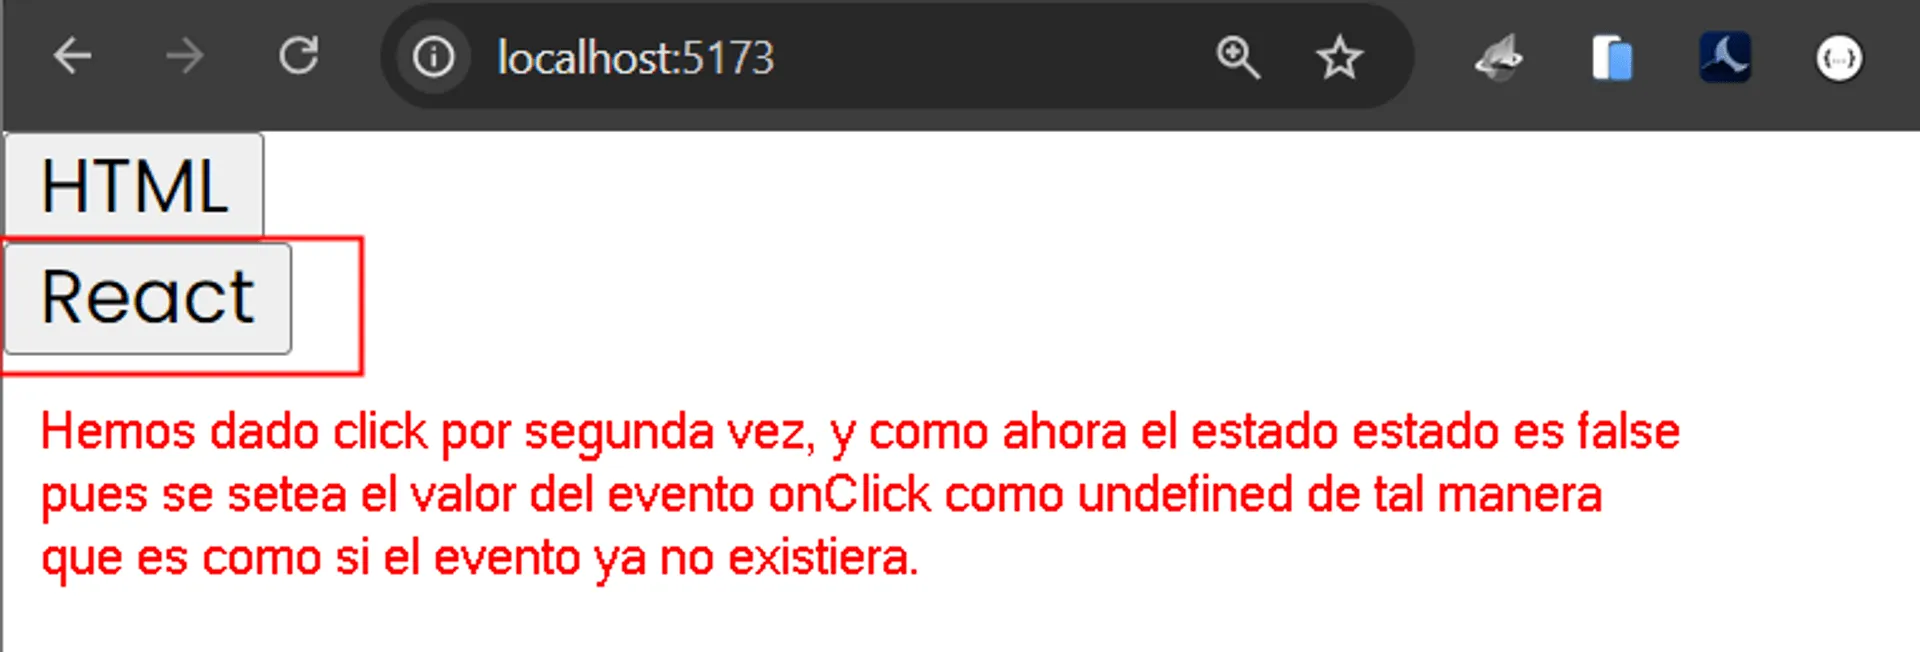 localhost:5173
HTML
React
Hemos dado click por segunda vez, y como ahora el estado estado es false
pues se setea el valor del evento onClick como undefined de tal manera
que es como si el evento ya no existiera.